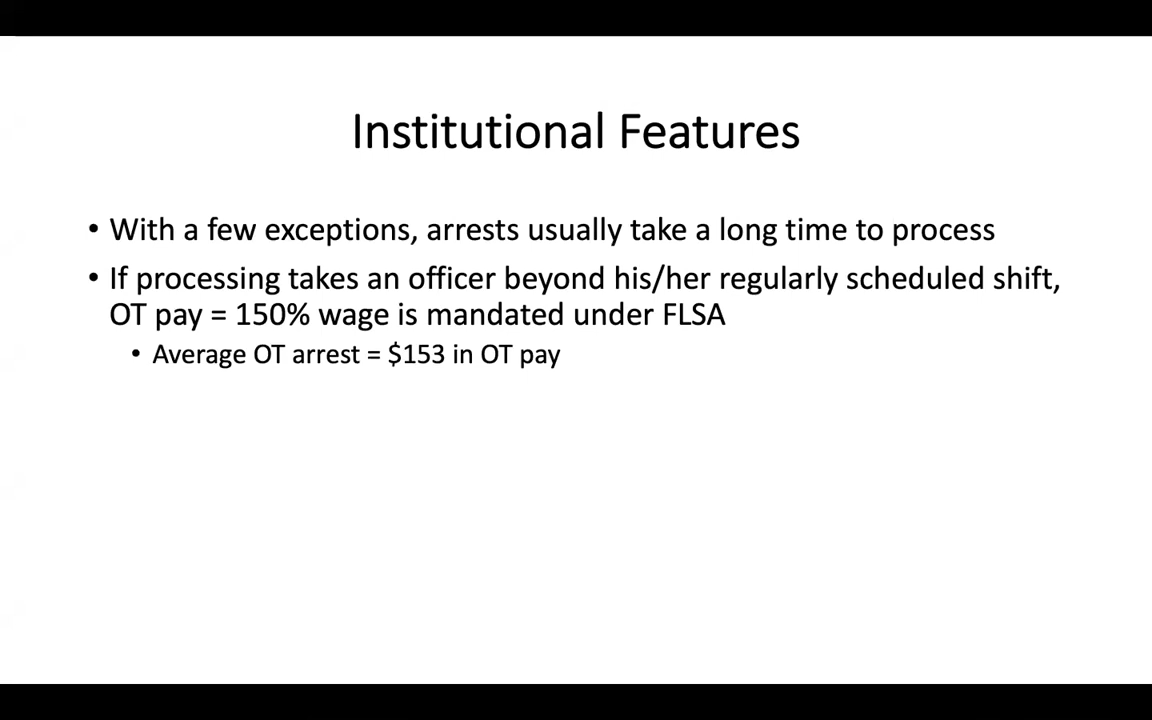 Institutional Features
• With a few exceptions, arrests usually take a long time to process
• If processing takes an officer beyond his/her regularly scheduled shift,
OT pay = 150% wage is mandated under FLSA
• Average OT arrest = $153 in OT pay